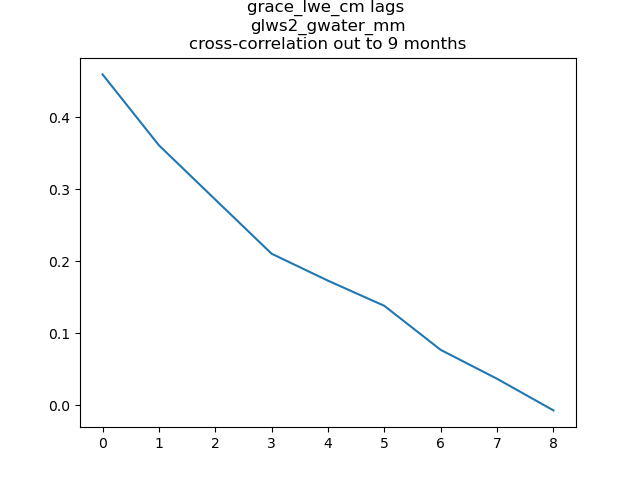 grace_lwe_cm lags
glws2_gwater_mm
cross-correlation out to 9 months
0.4
0.3
0.2
0.1
0.0
0 1 2 3 4 5 6 7 8